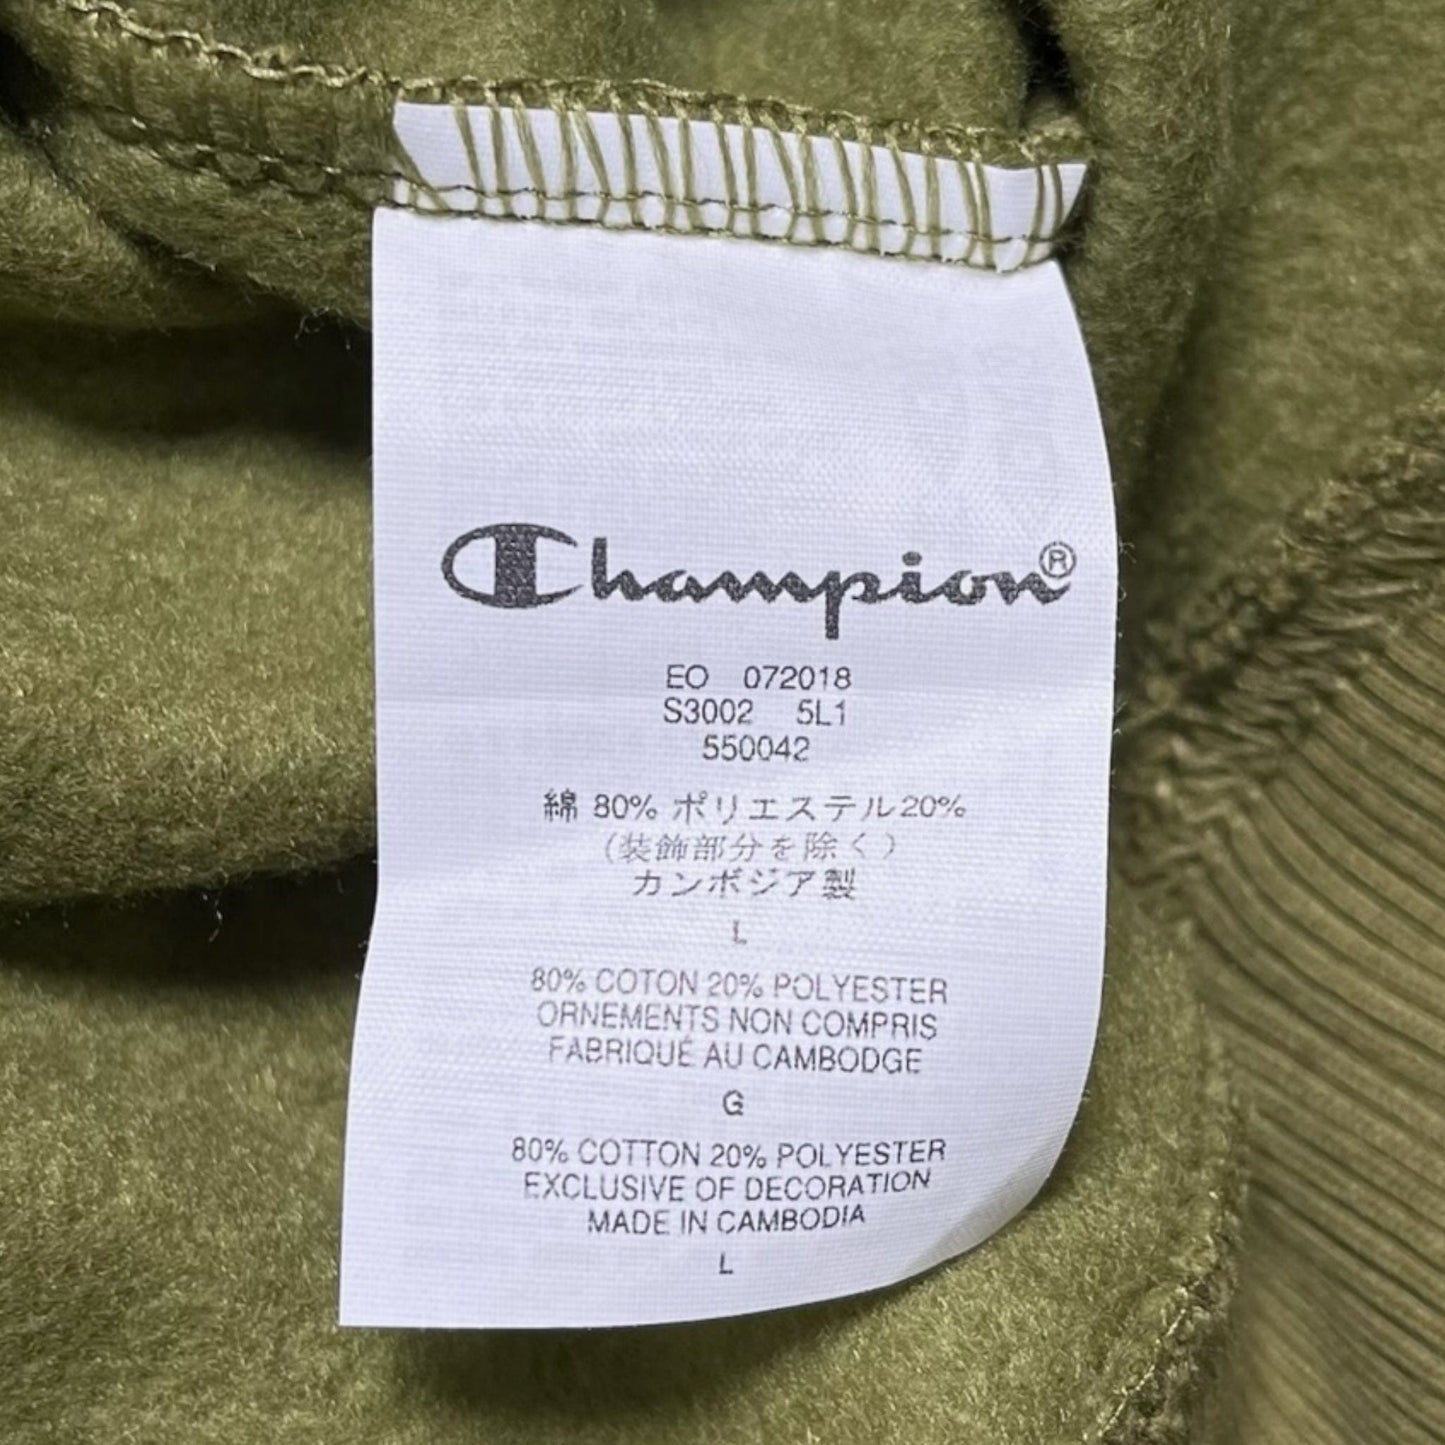 Champion®
EO 072018
S3002 5L1
550042
綿 80% ポリエステル20%
(装飾部分を除く)
カンボジア製
L
80% COTON 20% POLYESTER
ORNEMENTS NON COMPRIS
FABRIQUÉ AU CAMBODGE
G
80% COTTON 20% POLYESTER
EXCLUSIVE OF DECORATION
MADE IN CAMBODIA
L